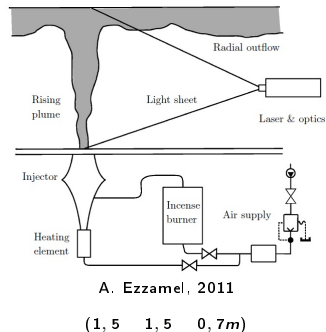 Radial outflow
Rising
plume
Light sheet
Laser & optics
Injector
Incense
burner
Air supply
Heating
element
A. Ezzamel, 2011
(1,5 1,5 0,7m)